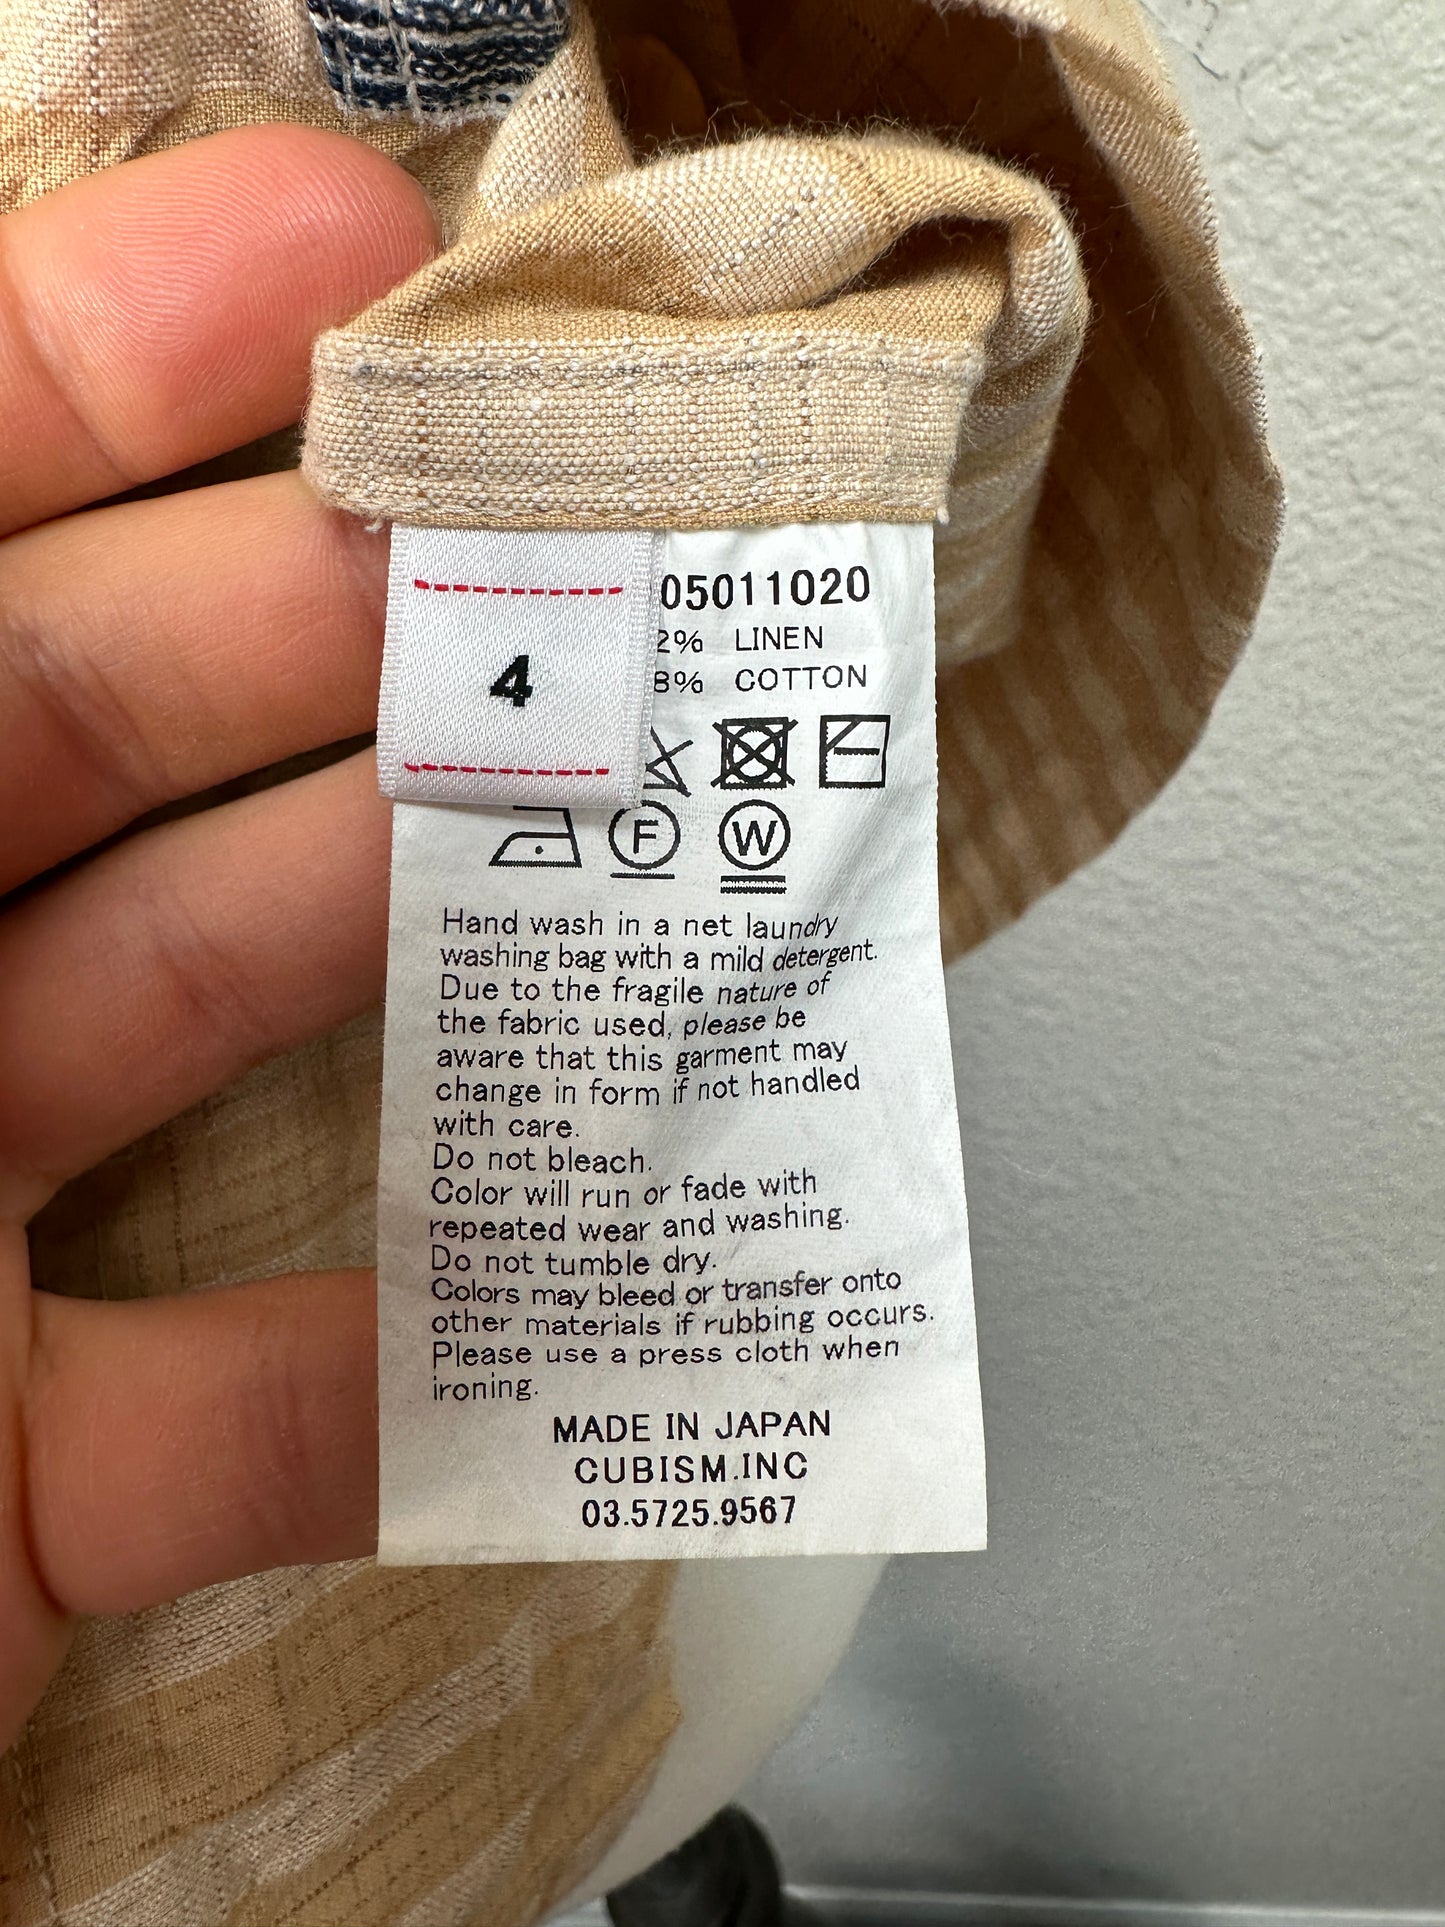 4
05011020
2% LINEN
8% COTTON
F
W
Hand wash in a net laundry
washing bag with a mild detergent.
Due to the fragile nature of
the fabric used, please be
aware that this garment may
change in form if not handled
with care.
Do not bleach.
Color will run or fade with
repeated wear and washing.
Do not tumble dry.
Colors may bleed or transfer onto
other materials if rubbing occurs.
Please use a press cloth when
ironing.
MADE IN JAPAN
CUBISM.INC
03.5725.9567